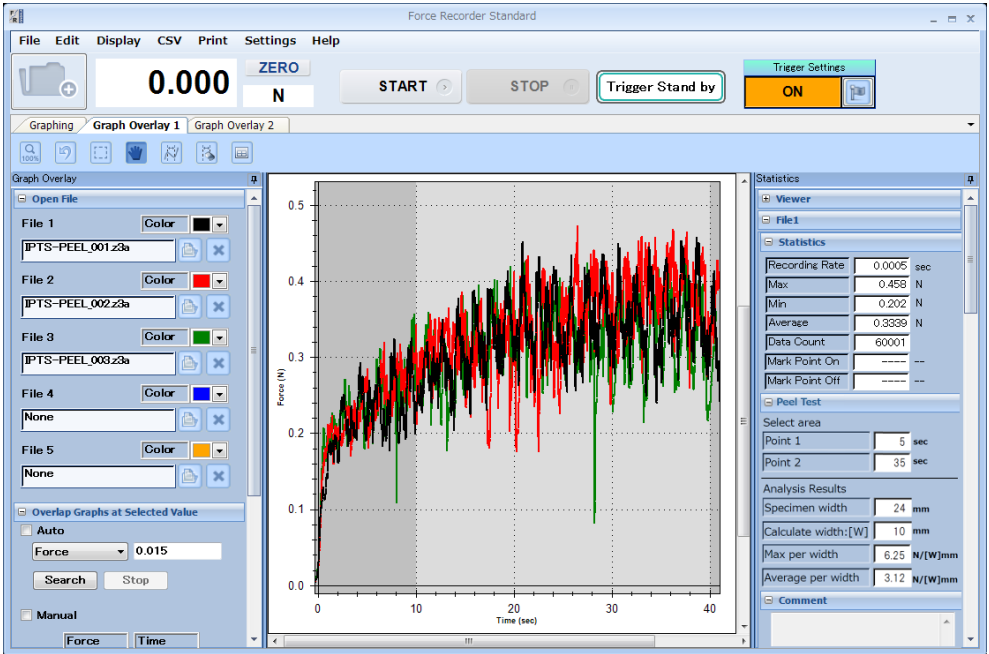 Force Recorder Standard
File Edit Display CSV Print Settings Help
0.000
ZERO
N
START
STOP
Trigger Stand by
Trigger Settings
ON
Graphing
Graph Overlay 1
Graph Overlay 2
100%
Graph Overlay
Open File
File 1 Color
IPTS-PEEL_001.z3a
File 2 Color
IPTS-PEEL_002.z3a
File 3 Color
IPTS-PEEL_003.z3a
File 4 Color
None
File 5 Color
None
Overlap Graphs at Selected Value
Auto
Force 0.015
Search Stop
Manual
Force Time
0.5
0.4
0.3
0.2
0.1
0.0
Force (N)
0 10 20 30 40
Time (sec)
Statistics
Viewer
File1
Statistics
Recording Rate 0.0005 sec
Max 0.458 N
Min 0.202 N
Average 0.3339 N
Data Count 60001
Mark Point On ---- --
Mark Point Off ---- --
Peel Test
Select area
Point 1 5 sec
Point 2 35 sec
Analysis Results
Specimen width 24 mm
Calculate width:[W] 10 mm
Max per width 6.25 N/[W]mm
Average per width 3.12 N/[W]mm
Comment